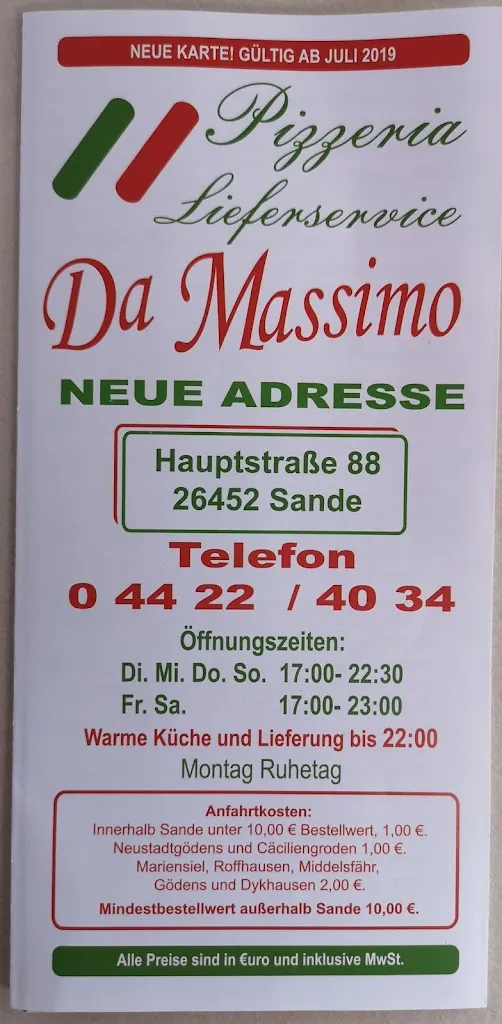 NEUE KARTE! GÜLTIG AB JULI 2019
Pizzeria
Lieferservice
Da Massimo
NEUE ADRESSE
Hauptstraße 88
26452 Sande
Telefon
0 44 22 / 40 34
Öffnungszeiten:
Di. Mi. Do. So. 17:00- 22:30
Fr. Sa. 17:00- 23:00
Warme Küche und Lieferung bis 22:00
Montag Ruhetag
Anfahrtkosten:
Innerhalb Sande unter 10,00 € Bestellwert, 1,00 €.
Neustadtgödens und Cäciliengroden 1,00 €.
Mariensiel, Roffhausen, Middelsfähr,
Gödens und Dykhausen 2,00 €.
Mindestbestellwert außerhalb Sande 10,00 €.
Alle Preise sind in €uro und inklusive MwSt.